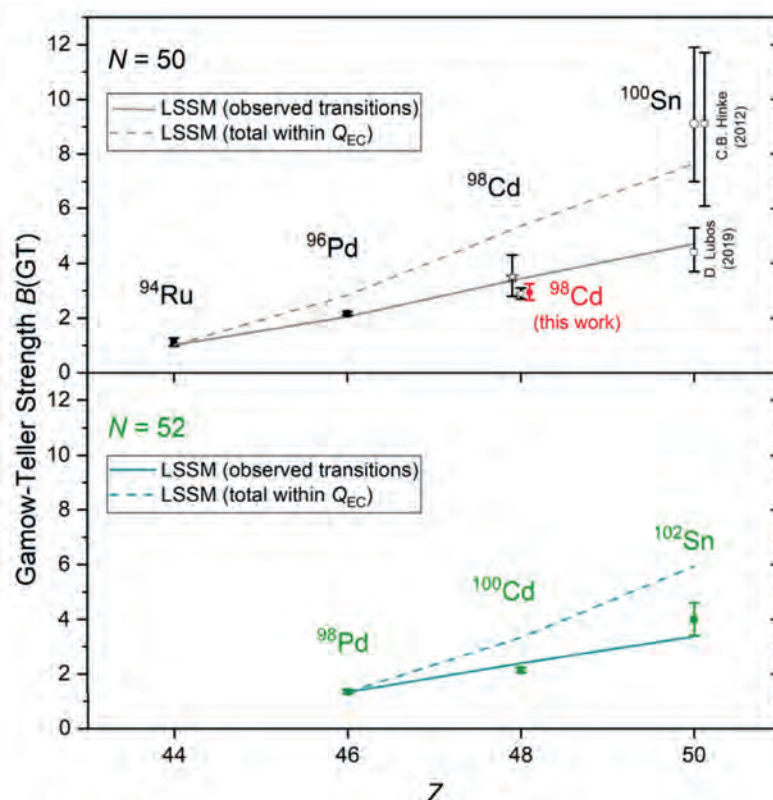 12
10
8
6
4
2
0
N = 50
LSSM (observed transitions)
LSSM (total within Q_EC)
⁹⁴Ru
⁹⁶Pd
⁹⁸Cd
¹⁰⁰Sn
C.B. Hinke
(2012)
D. Lubos
(2019)
⁹⁸Cd
(this work)
Gamow-Teller Strength B(GT)
12
10
8
6
4
2
0
N = 52
LSSM (observed transitions)
LSSM (total within Q_EC)
⁹⁸Pd
¹⁰⁰Cd
¹⁰²Sn
44
46
48
50
Z